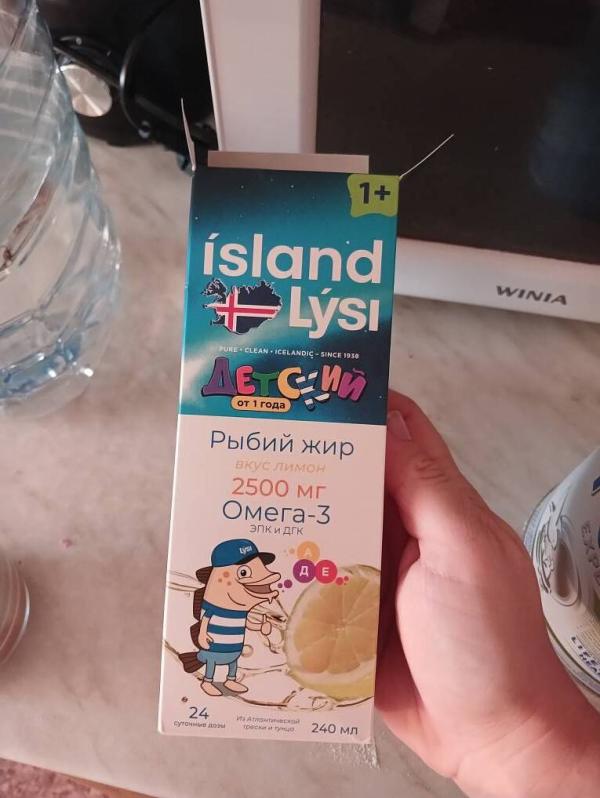 1+
ísland
Lýsi
PURE • CLEAN • ICELANDIC - SINCE 1938
ДЕТСКИЙ
от 1 года
Рыбий жир
вкус лимон
2500 мг
Омега-3
ЭПК и ДГК
А
Д Е
Lýsi
24
суточные дозы
Из Атлантической
трески и тунца
240 мл
WINIA